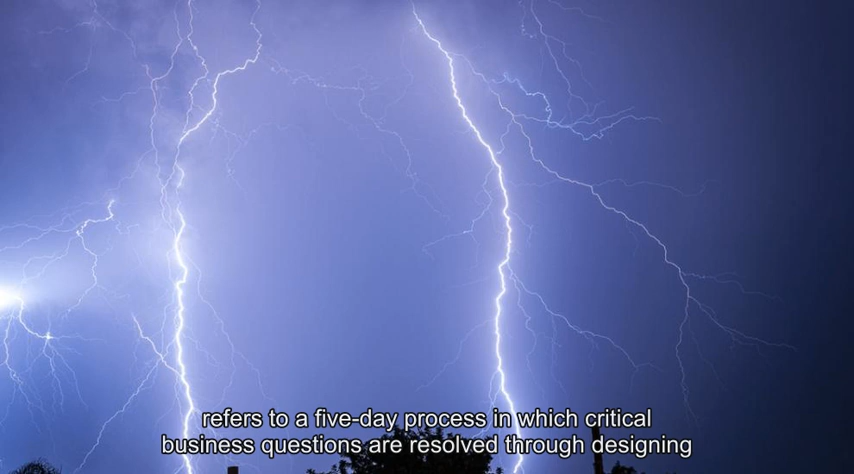 refers to a five-day process in which critical
business questions are resolved through designing